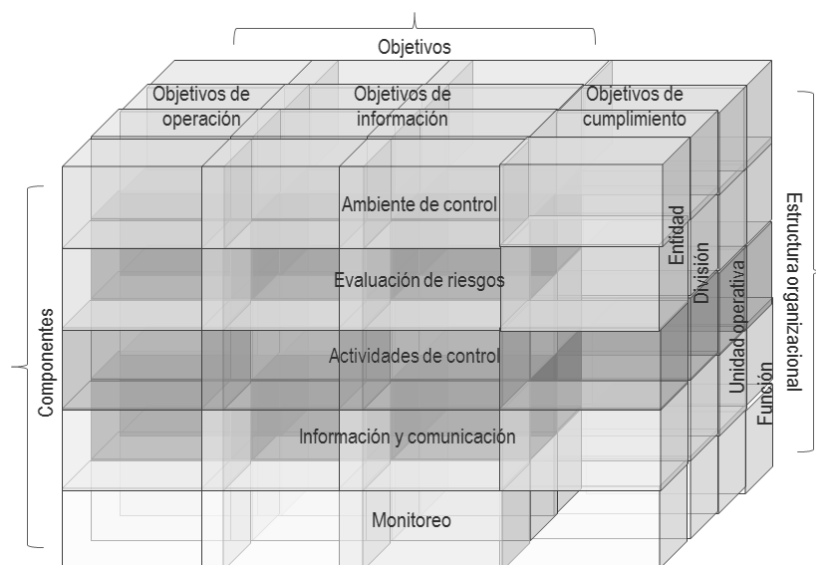 Objetivos
Objetivos de
operación
Objetivos de
información
Objetivos de
cumplimiento
Componentes
Ambiente de control
Evaluación de riesgos
Actividades de control
Información y comunicación
Monitoreo
Entidad
División
Unidad operativa
Función
Estructura organizacional